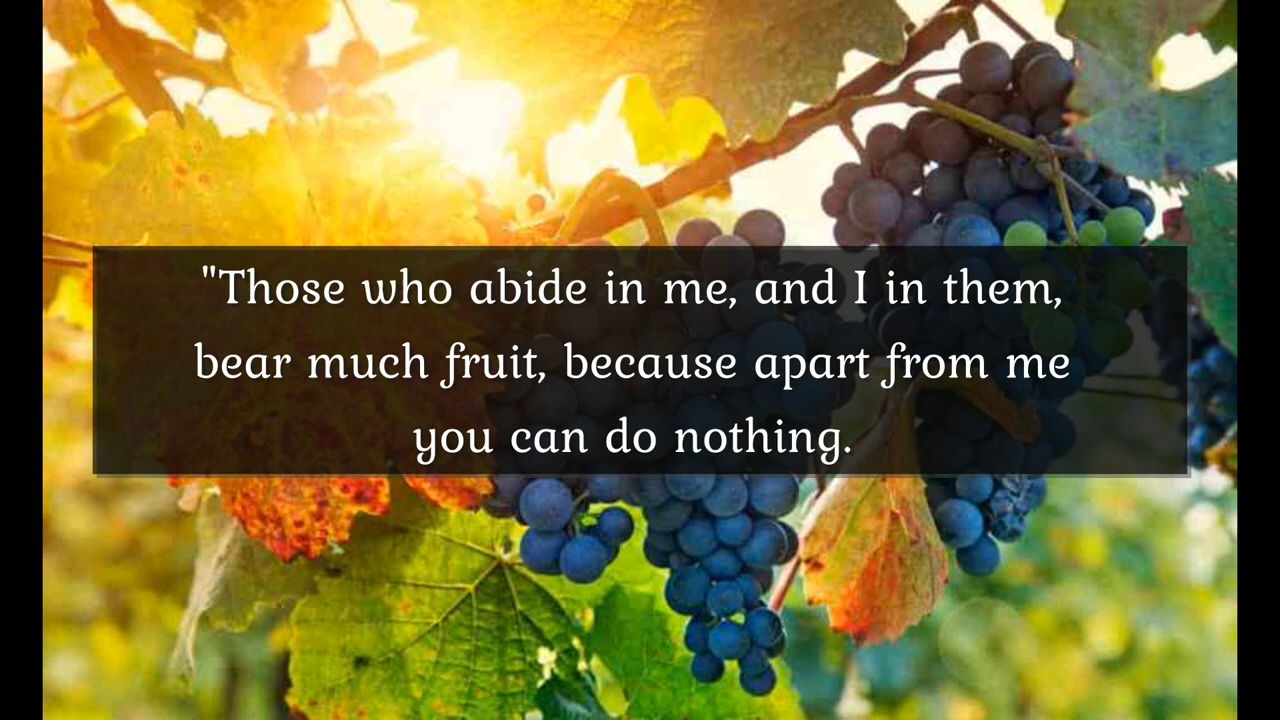 "Those who abide in me, and I in them,
bear much fruit, because apart from me
you can do nothing.